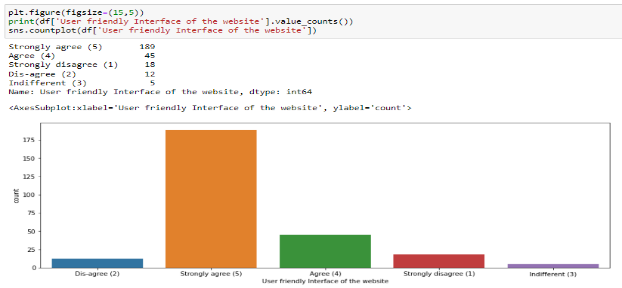 plt.figure(figsize=(15,5))
print(df['User friendly Interface of the website'].value_counts())
sns.countplot(df['User friendly Interface of the website'])
Strongly agree (5) 189
Agree (4) 45
Strongly disagree (1) 18
Dis-agree (2) 12
Indifferent (3) 5
Name: User friendly Interface of the website, dtype: int64
<AxesSubplot:xlabel='User friendly Interface of the website', ylabel='count'>
175
150
125
100
75
50
25
0
count
Dis-agree (2) Strongly agree (5) Agree (4) Strongly disagree (1) Indifferent (3)
User friendly Interface of the website